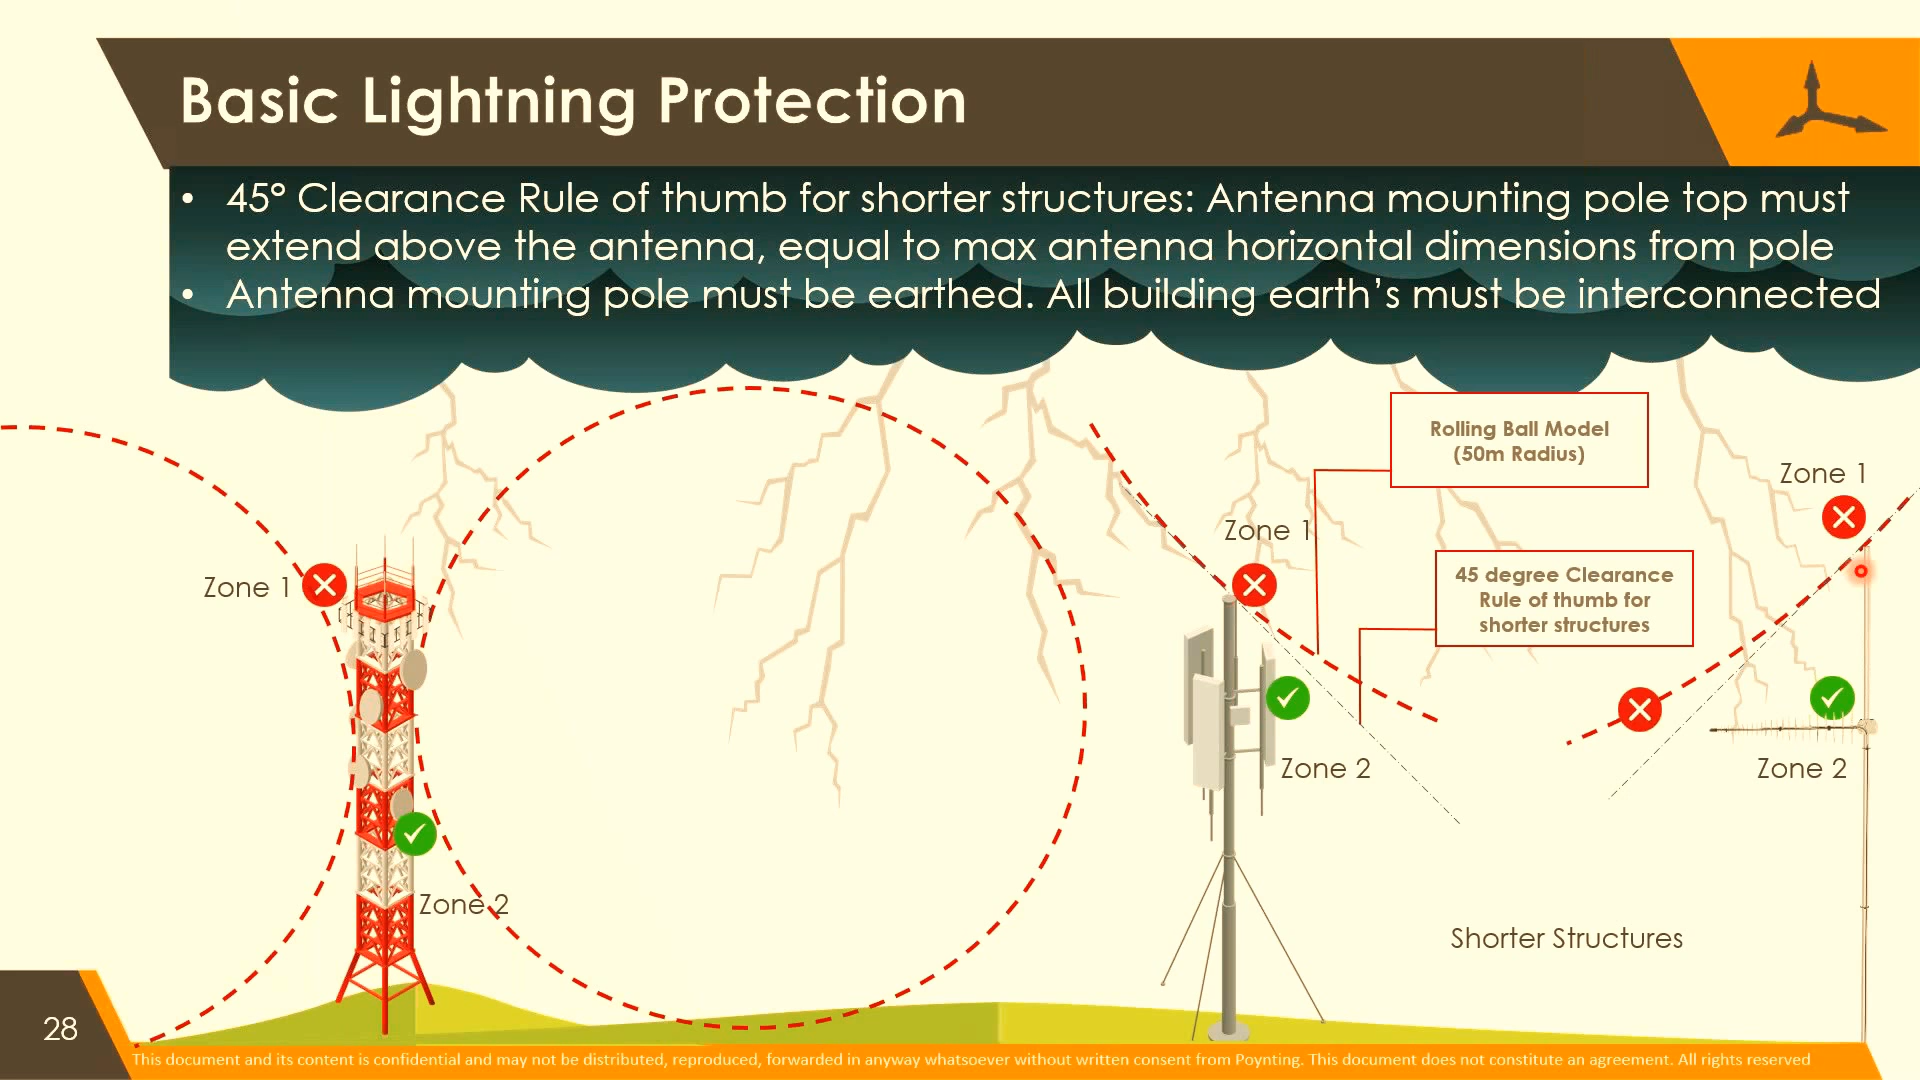 Basic Lightning Protection
• 45° Clearance Rule of thumb for shorter structures: Antenna mounting pole top must
extend above the antenna, equal to max antenna horizontal dimensions from pole
• Antenna mounting pole must be earthed. All building earth's must be interconnected
Rolling Ball Model
(50m Radius)
Zone 1
Zone 1
45 degree Clearance
Rule of thumb for
shorter structures
Zone 1
Zone 2
Zone 2
Zone 2
Shorter Structures
28
This document and its content is confidential and may not be distributed, reproduced, forwarded in anyway whatsoever without written consent from Poynting. This document does not constitute an agreement. All rights reserved